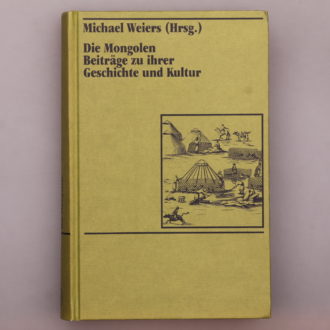 Michael Weiers (Hrsg.)
Die Mongolen
Beiträge zu ihrer
Geschichte und Kultur